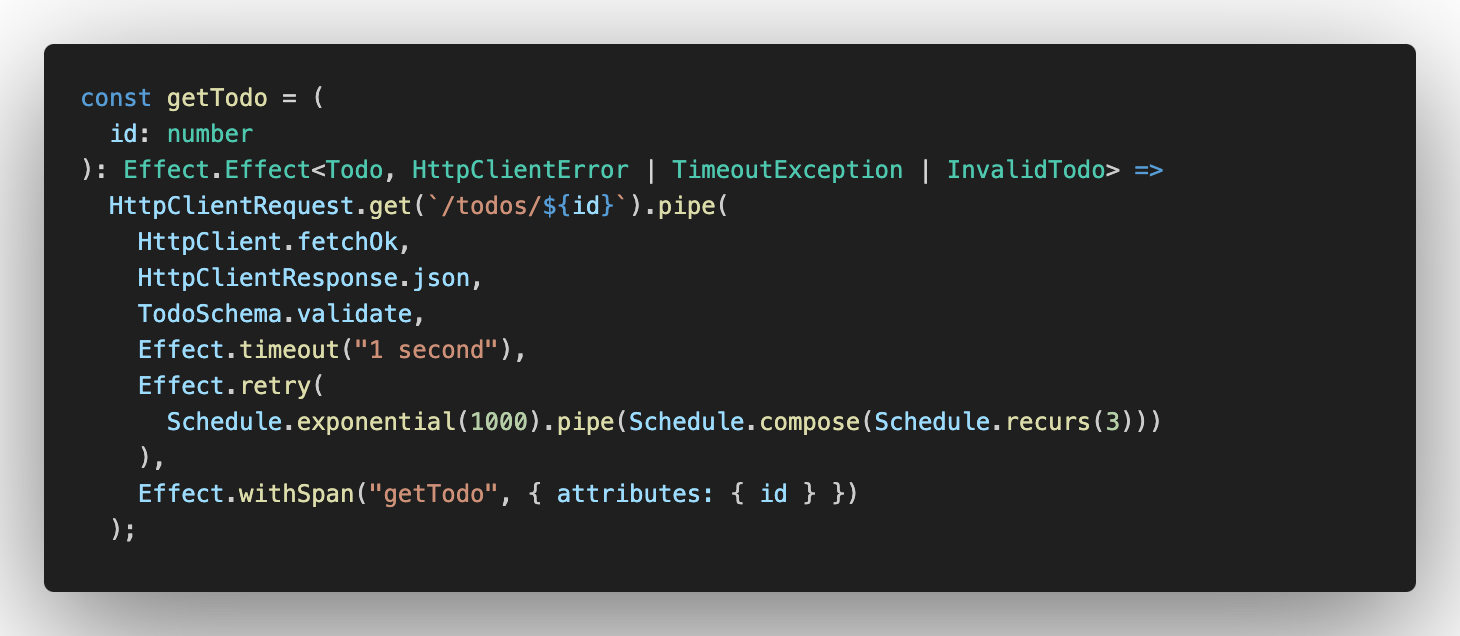 const getTodo = (
  id: number
): Effect.Effect<Todo, HttpClientError | TimeoutException | InvalidTodo> =>
  HttpClientRequest.get(`/todos/${id}`).pipe(
    HttpClient.fetchOk,
    HttpClientResponse.json,
    TodoSchema.validate,
    Effect.timeout("1 second"),
    Effect.retry(
      Schedule.exponential(1000).pipe(Schedule.compose(Schedule.recurs(3)))
    ),
    Effect.withSpan("getTodo", { attributes: { id } })
  );